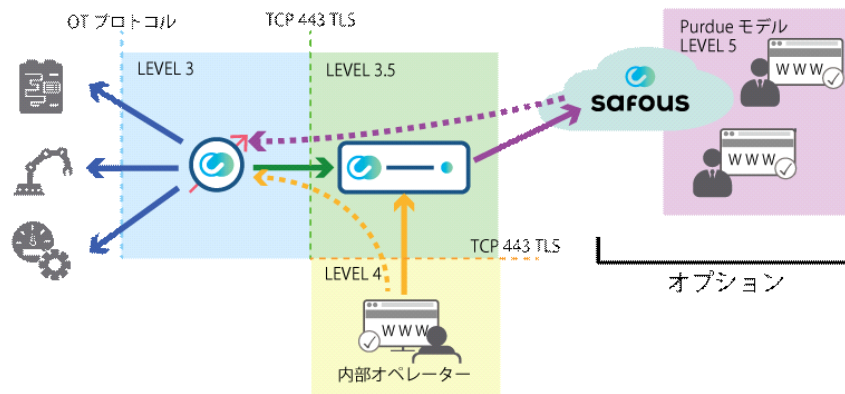 OT プロトコル
TCP 443 TLS
LEVEL 3
LEVEL 3.5
safous
Purdue モデル
LEVEL 5
WWW
WWW
TCP 443 TLS
オプション
LEVEL 4
WWW
内部オペレーター